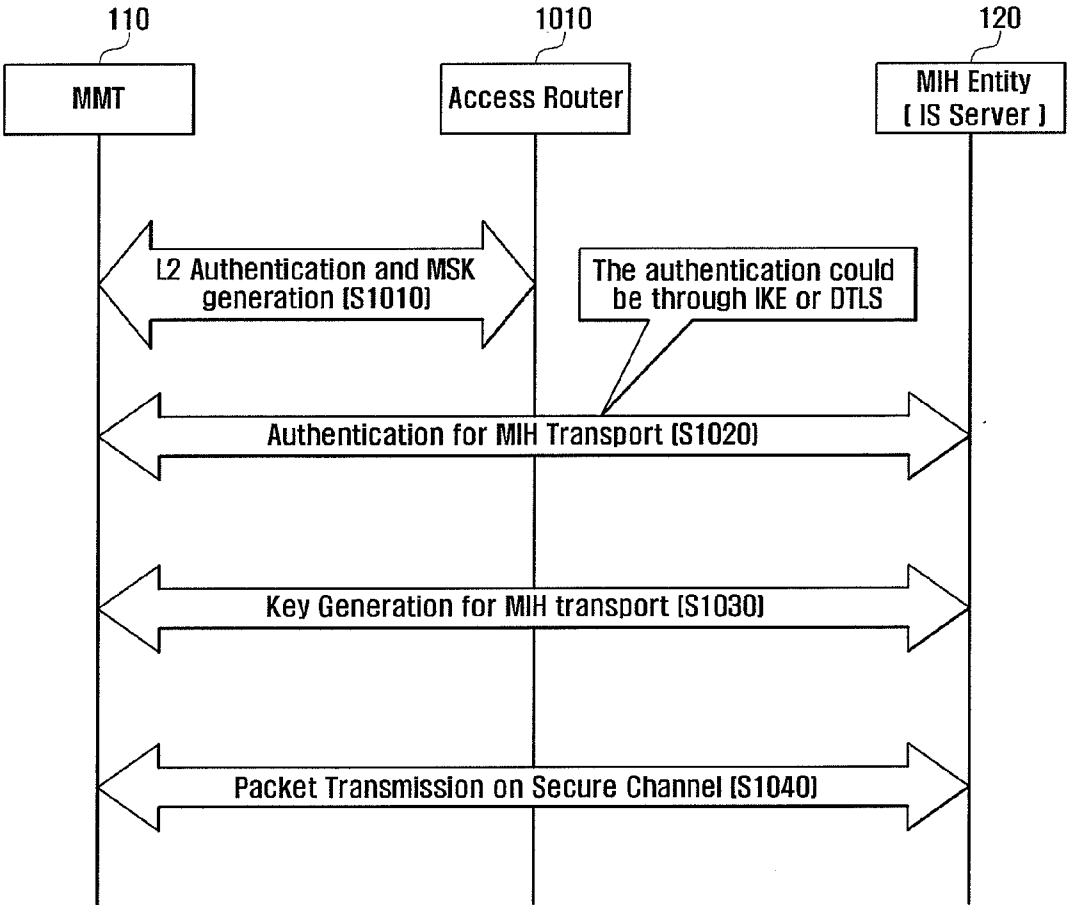 110
1010
120
MMT
Access Router
MIH Entity
[ IS Server ]
L2 Authentication and MSK
generation [S1010]
The authentication could
be through IKE or DTLS
Authentication for MIH Transport [S1020]
Key Generation for MIH transport [S1030]
Packet Transmission on Secure Channel [S1040]